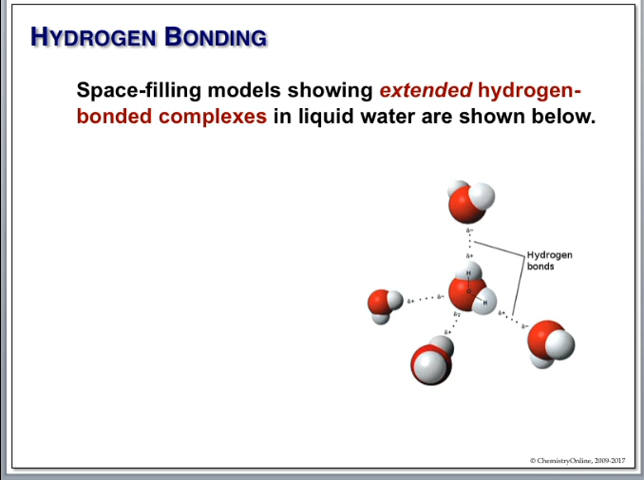 HYDROGEN BONDING
Space-filling models showing extended hydrogen-
bonded complexes in liquid water are shown below.
δ-
δ+
Hydrogen
bonds
H
O
H
δ+
δ-
δ+
δ-
δ+
δ-
© ChemistryOnline, 2009-2017